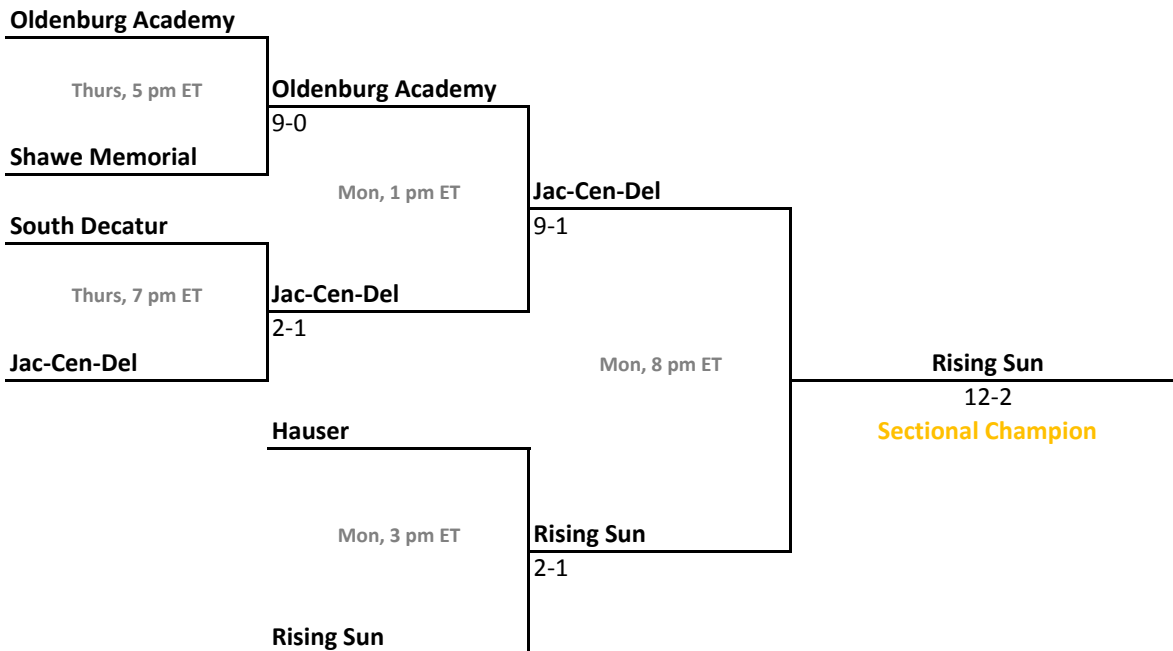 Oldenburg Academy
Thurs, 5 pm ET
Oldenburg Academy
9-0
Shawe Memorial
Mon, 1 pm ET
Jac-Cen-Del
9-1
South Decatur
Thurs, 7 pm ET
Jac-Cen-Del
2-1
Jac-Cen-Del
Mon, 8 pm ET
Rising Sun
12-2
Sectional Champion
Hauser
Mon, 3 pm ET
Rising Sun
2-1
Rising Sun